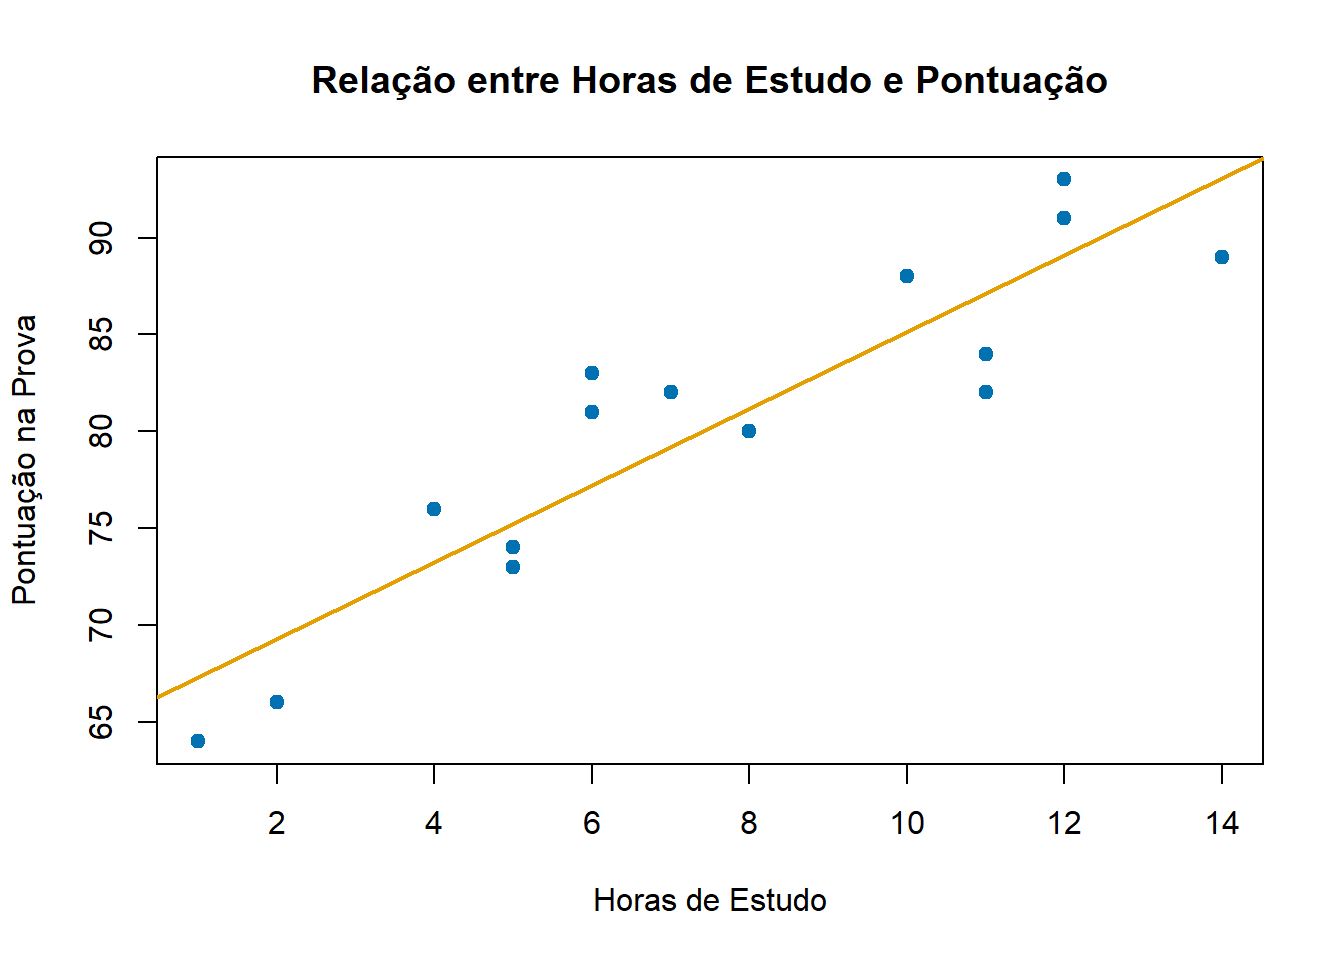 Relação entre Horas de Estudo e Pontuação
Pontuação na Prova
90
85
80
75
70
65
2 4 6 8 10 12 14
Horas de Estudo